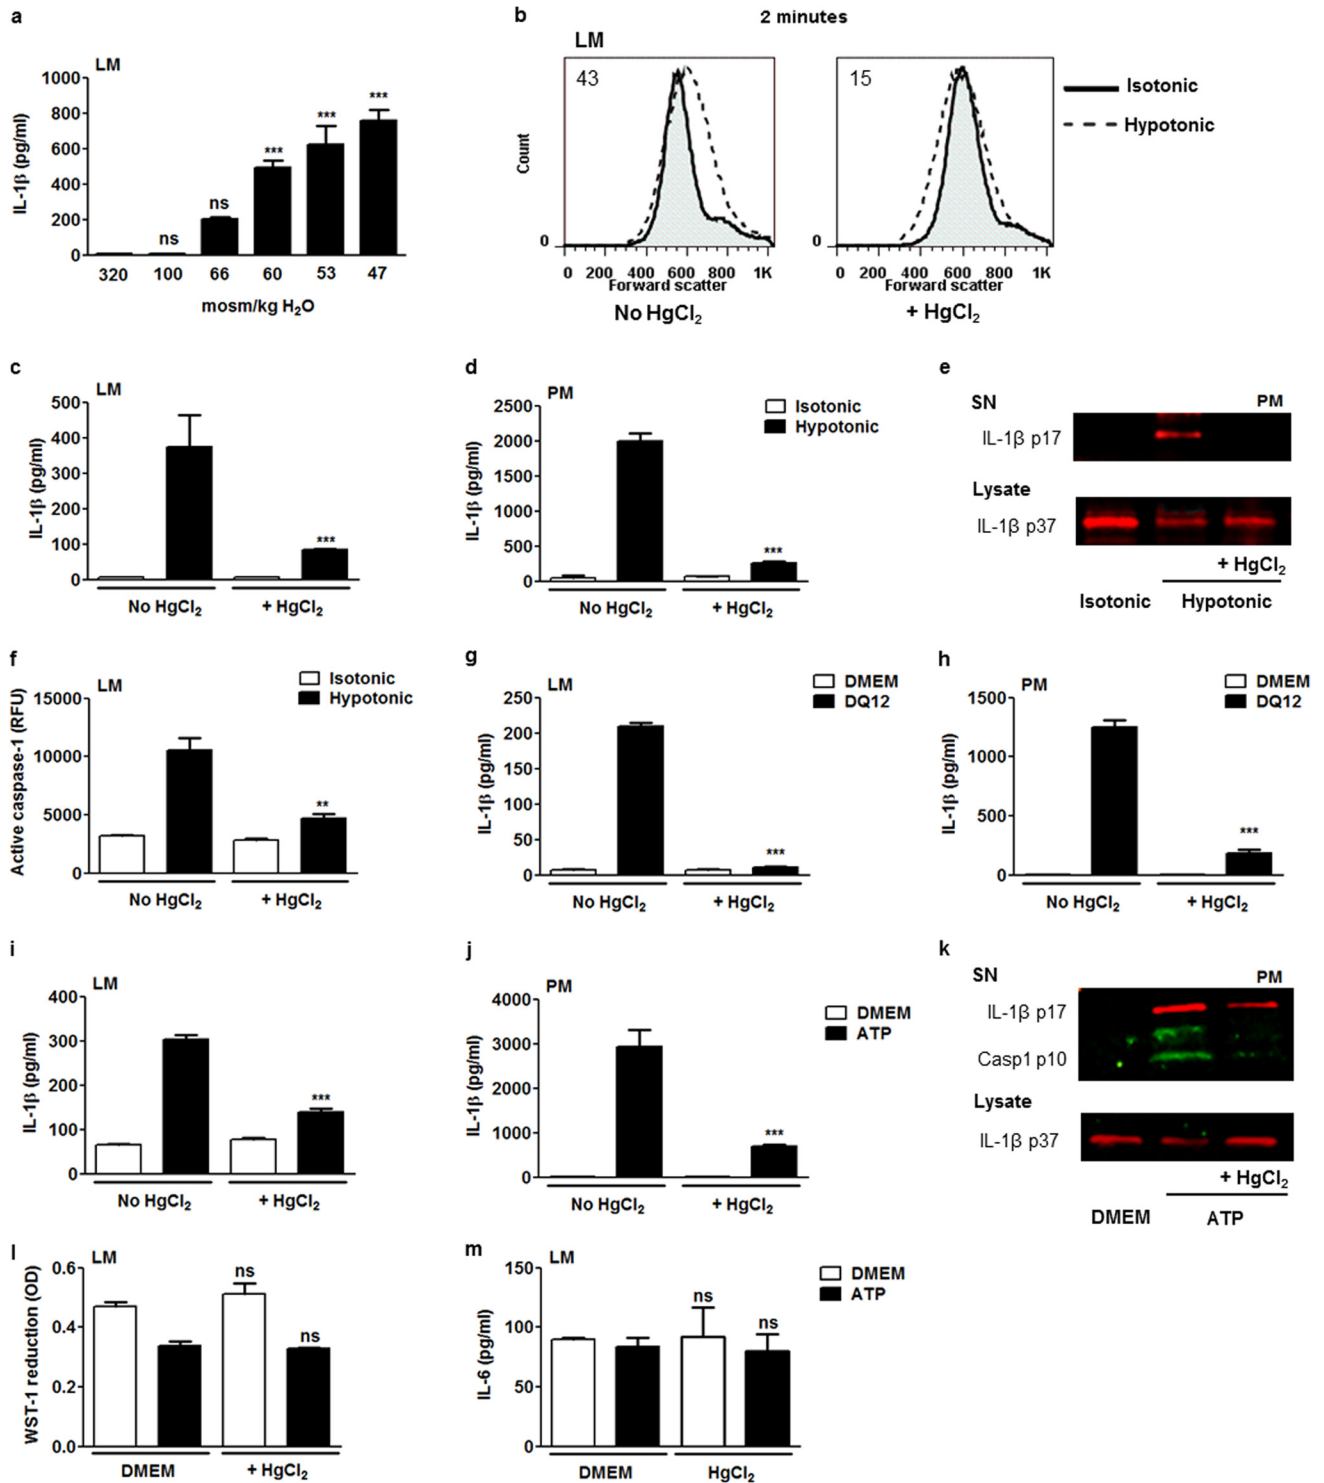 a
LM
IL-1β (pg/ml)
1000
800
600
400
200
0
ns
ns
***
***
***
320 100 66 60 53 47
mosm/kg H₂O
b
2 minutes
LM
43
Count
0
0 200 400 600 800 1K
Forward scatter
No HgCl₂
15
0
0 200 400 600 800 1K
Forward scatter
+ HgCl₂
Isotonic
Hypotonic
c
LM
IL-1β (pg/ml)
500
400
300
200
100
0
***
No HgCl₂ + HgCl₂
d
PM
IL-1β (pg/ml)
2500
2000
1500
1000
500
0
***
No HgCl₂ + HgCl₂
Isotonic
Hypotonic
e
SN PM
IL-1β p17
Lysate
IL-1β p37
+ HgCl₂
Isotonic Hypotonic
f
LM
Active caspase-1 (RFU)
15000
10000
5000
0
**
No HgCl₂ + HgCl₂
Isotonic
Hypotonic
g
LM
IL-1β (pg/ml)
250
200
150
100
50
0
***
No HgCl₂ + HgCl₂
DMEM
DQ12
h
PM
IL-1β (pg/ml)
1500
1000
500
0
***
No HgCl₂ + HgCl₂
DMEM
DQ12
i
LM
IL-1β (pg/ml)
400
300
200
100
0
***
No HgCl₂ + HgCl₂
j
PM
IL-1β (pg/ml)
4000
3000
2000
1000
0
***
No HgCl₂ + HgCl₂
DMEM
ATP
k
SN PM
IL-1β p17
Casp1 p10
Lysate
IL-1β p37
+ HgCl₂
DMEM ATP
l
LM
WST-1 reduction (OD)
0.6
0.4
0.2
0.0
ns
ns
DMEM + HgCl₂
m
LM
IL-6 (pg/ml)
150
100
50
0
ns
ns
DMEM HgCl₂
DMEM
ATP